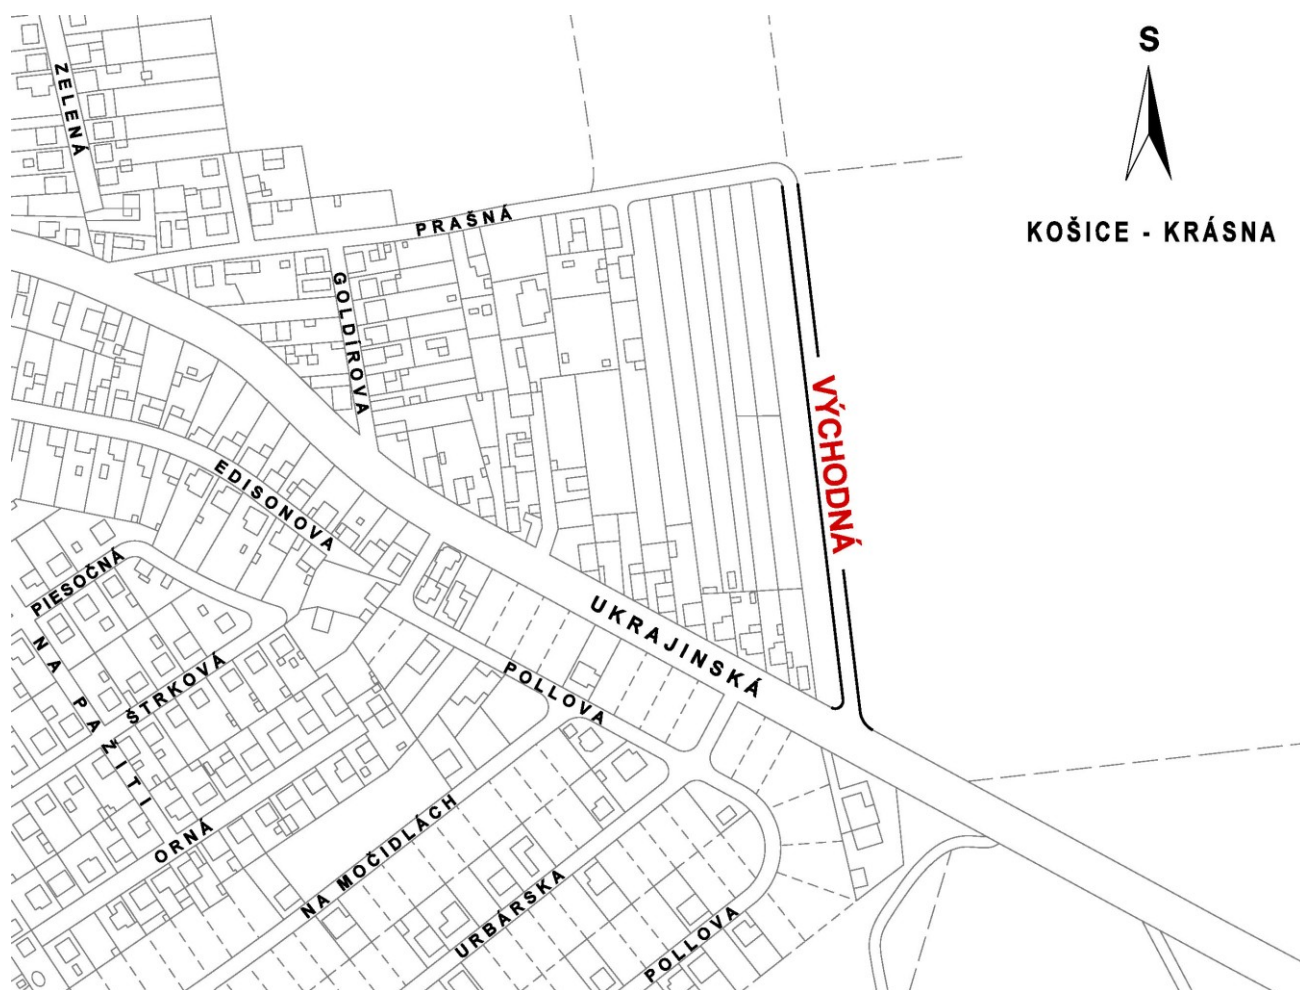 S
KOŠICE - KRÁSNA
ZELENÁ
PRAŠNÁ
GOLDÍROVA
VÝCHODNÁ
EDISONOVA
PIESOČNÁ
UKRAJINSKÁ
NA PAŽITI
ŠTRKOVÁ
POLLOVA
ORNÁ
NA MOČIDLÁCH
URBÁRSKA
POLLOVA